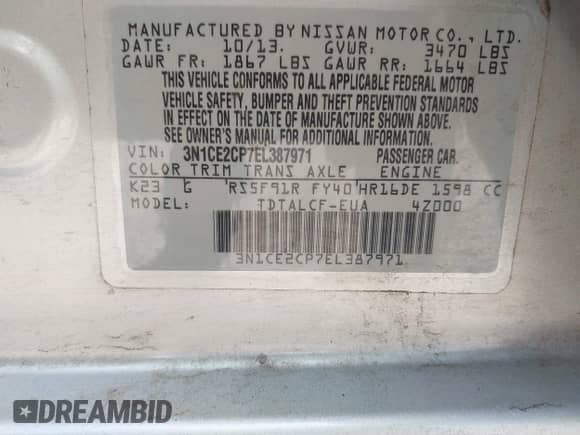 MANUFACTURED BY NISSAN MOTOR CO., LTD.
DATE: 10/13. GVWR: 3470 LBS
GAWR FR: 1867 LBS GAWR RR: 1664 LBS
THIS VEHICLE CONFORMS TO ALL APPLICABLE FEDERAL MOTOR
VEHICLE SAFETY, BUMPER AND THEFT PREVENTION STANDARDS
IN EFFECT ON THE DATE OF MANUFACTURE SHOWN ABOVE.
SEE OWNER'S MANUAL FOR ADDITIONAL INFORMATION.
VIN: 3N1CE2CP7EL387971 PASSENGER CAR.
COLOR TRIM TRANS AXLE ENGINE
K23 G RS5F91R FY40 HR16DE 1598 CC
MODEL: TDTALCF-EUA 4Z000
3N1CE2CP7EL387971
DREAMBID